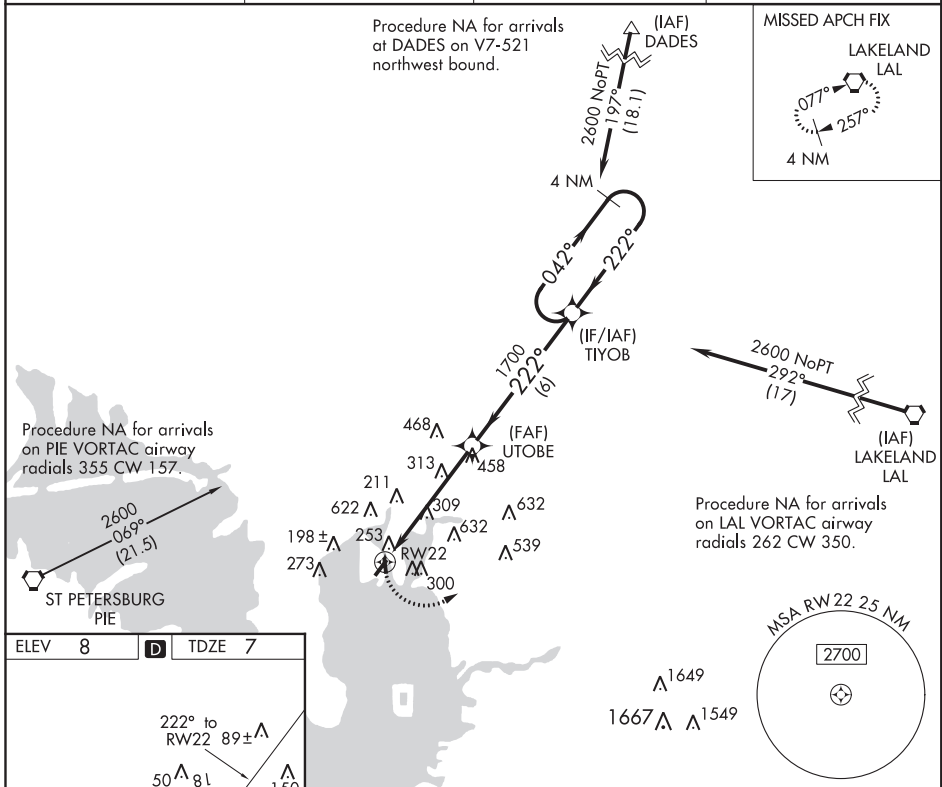 Procedure NA for arrivals
at DADES on V7-521
northwest bound.
(IAF)
DADES
2600 NoPT
197°
(18.1)
MISSED APCH FIX
LAKELAND
LAL
077°
257°
4 NM
4 NM
042°
222°
(IF/IAF)
TIYOB
1700
222°
(6)
2600 NoPT
292°
(17)
(IAF)
LAKELAND
LAL
Procedure NA for arrivals
on PIE VORTAC airway
radials 355 CW 157.
2600
069°
(21.5)
ST PETERSBURG
PIE
468
(FAF)
UTOBE
458
313
211
309
622
632
632
198 ±
253
RW22
539
273
300
Procedure NA for arrivals
on LAL VORTAC airway
radials 262 CW 350.
MSA RW 22 25 NM
2700
1649
1667
1549
ELEV 8
D
TDZE 7
222° to
RW22
89 ±
50
81
150